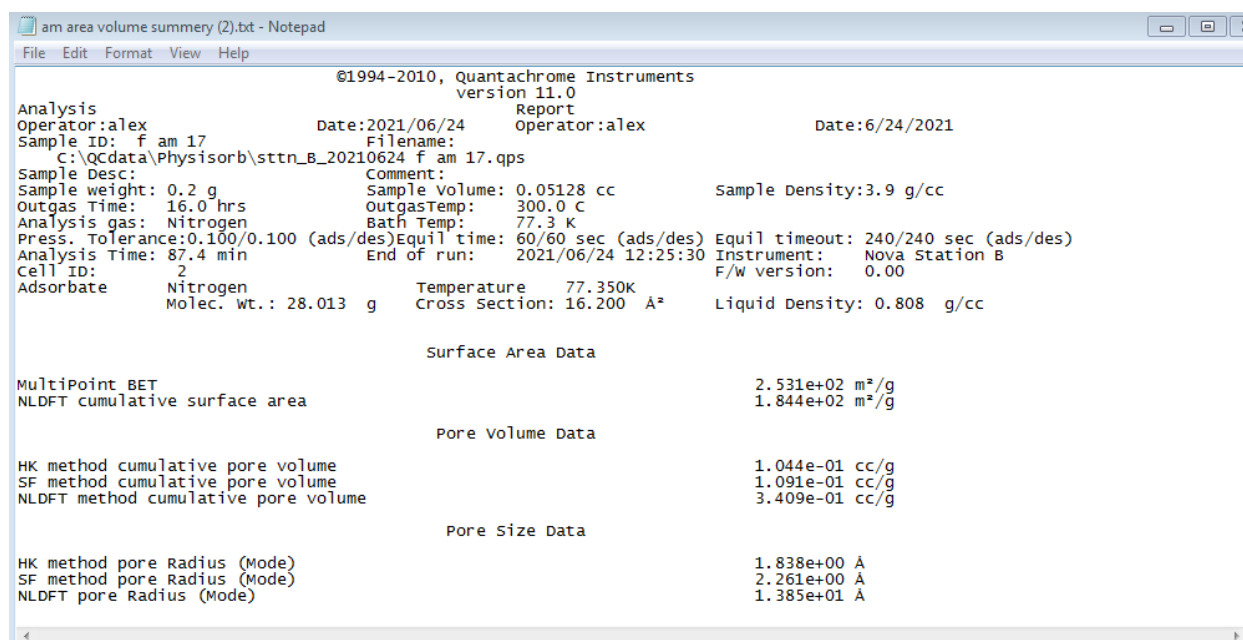 am area volume summery (2).txt - Notepad
File Edit Format View Help
©1994-2010, Quantachrome Instruments
version 11.0
Analysis Report
Operator:alex Date:2021/06/24 Operator:alex Date:6/24/2021
Sample ID: f am 17 Filename:
C:\QCdata\Physisorb\sttn_B_20210624 f am 17.qps
Sample Desc: Comment:
Sample weight: 0.2 g Sample Volume: 0.05128 cc Sample Density:3.9 g/cc
Outgas Time: 16.0 hrs OutgasTemp: 300.0 C
Analysis gas: Nitrogen Bath Temp: 77.3 K
Press. Tolerance:0.100/0.100 (ads/des)Equil time: 60/60 sec (ads/des) Equil timeout: 240/240 sec (ads/des)
Analysis Time: 87.4 min End of run: 2021/06/24 12:25:30 Instrument: Nova Station B
Cell ID: 2 F/W version: 0.00
Adsorbate Nitrogen Temperature 77.350K
Molec. Wt.: 28.013 g Cross Section: 16.200 Å² Liquid Density: 0.808 g/cc
Surface Area Data
MultiPoint BET 2.531e+02 m²/g
NLDFT cumulative surface area 1.844e+02 m²/g
Pore Volume Data
HK method cumulative pore volume 1.044e-01 cc/g
SF method cumulative pore volume 1.091e-01 cc/g
NLDFT method cumulative pore volume 3.409e-01 cc/g
Pore Size Data
HK method pore Radius (Mode) 1.838e+00 Å
SF method pore Radius (Mode) 2.261e+00 Å
NLDFT pore Radius (Mode) 1.385e+01 Å